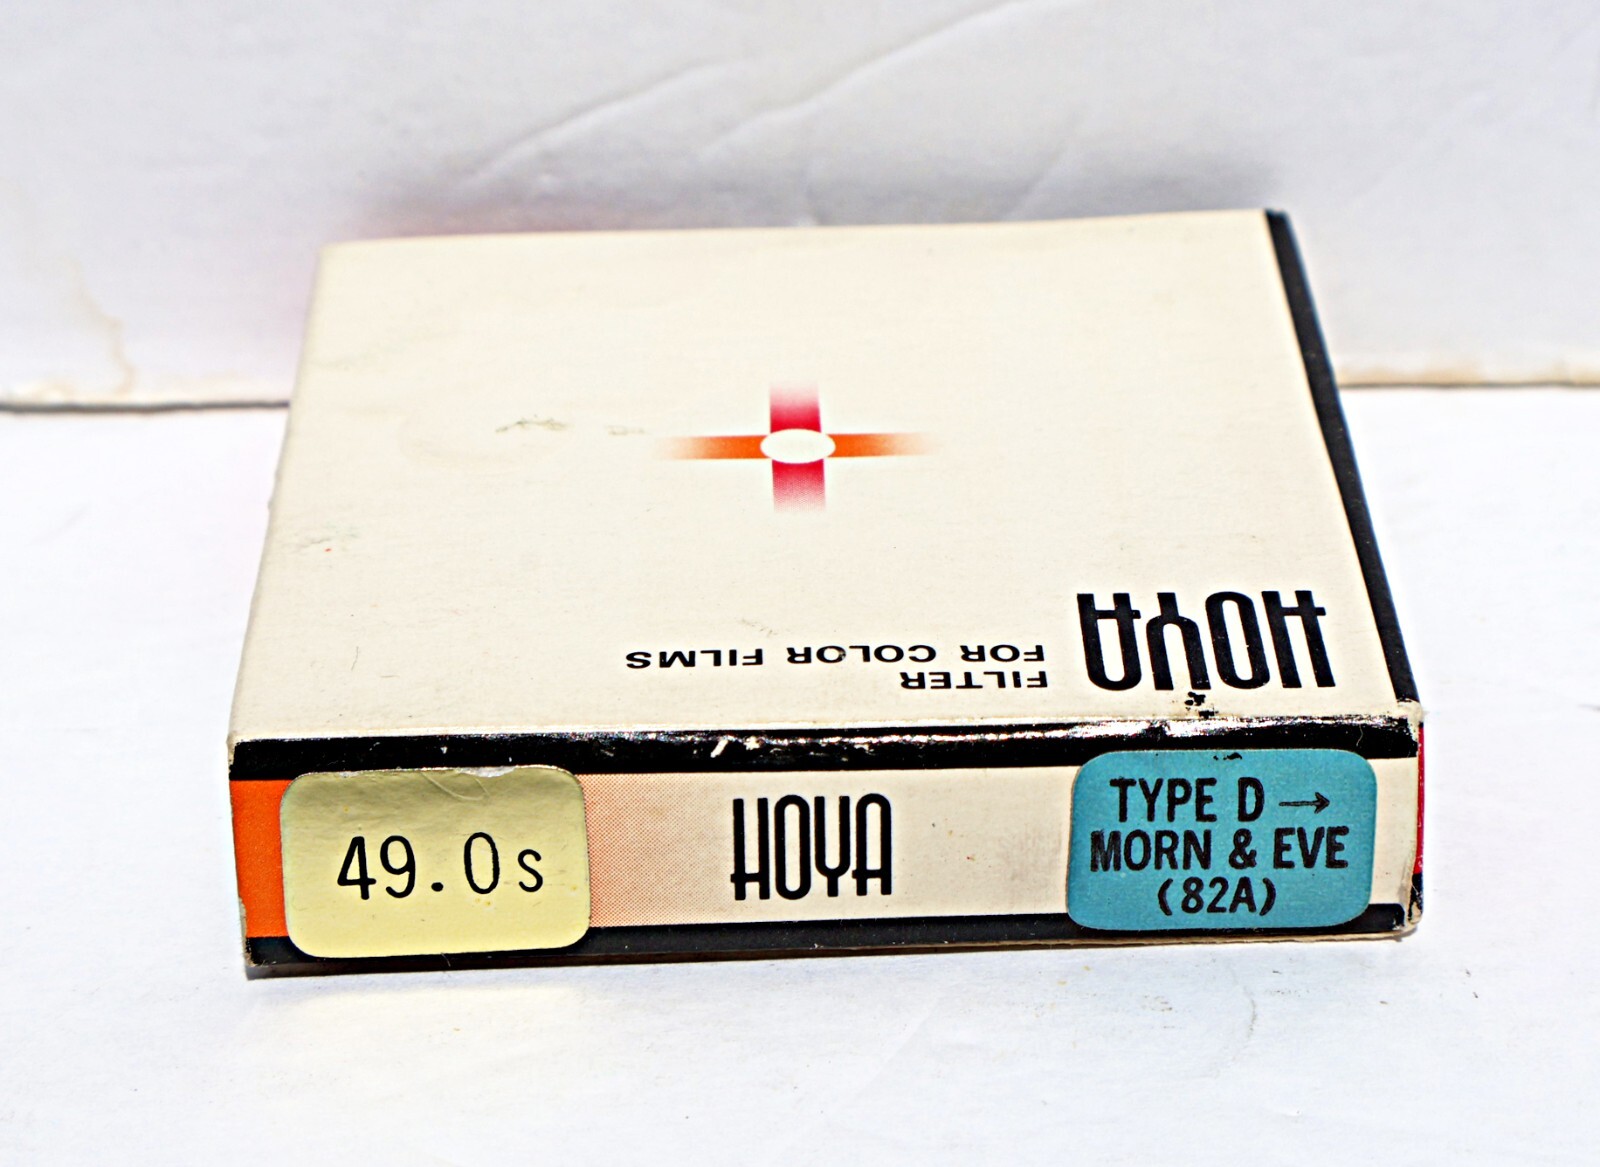 HOYA
FILTER
FOR COLOR FILMS
49.0s
HOYA
TYPE D →
MORN & EVE
(82A)